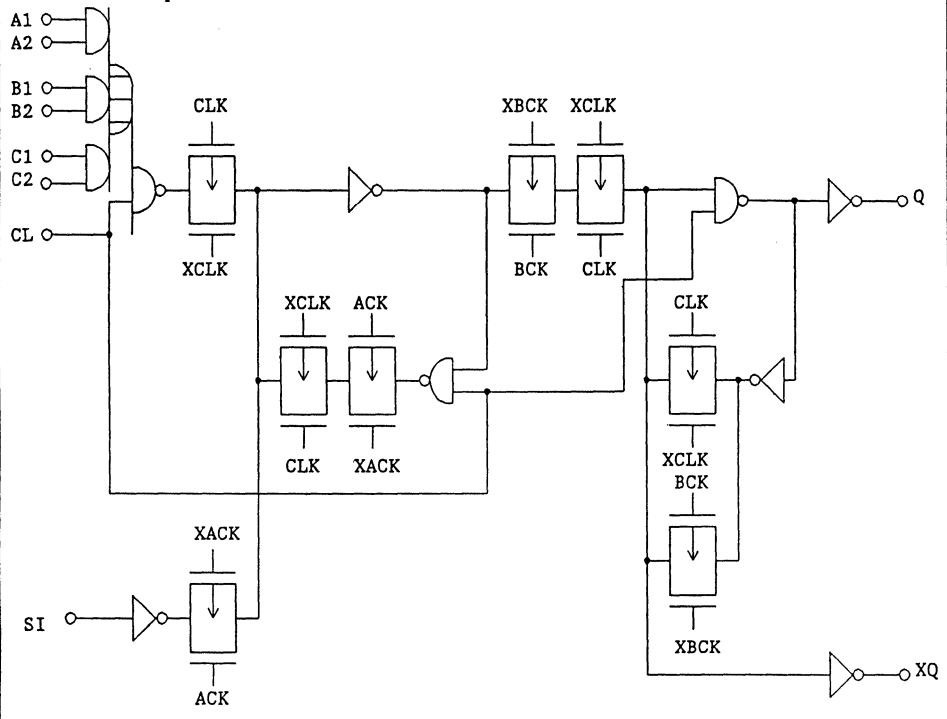 A1
A2
B1
B2
C1
C2
CL
CLK
XCLK
XBCK XCLK
BCK CLK
Q
XCLK ACK
CLK XACK
CLK
XCLK
BCK
XBCK
XACK
SI
ACK
XQ